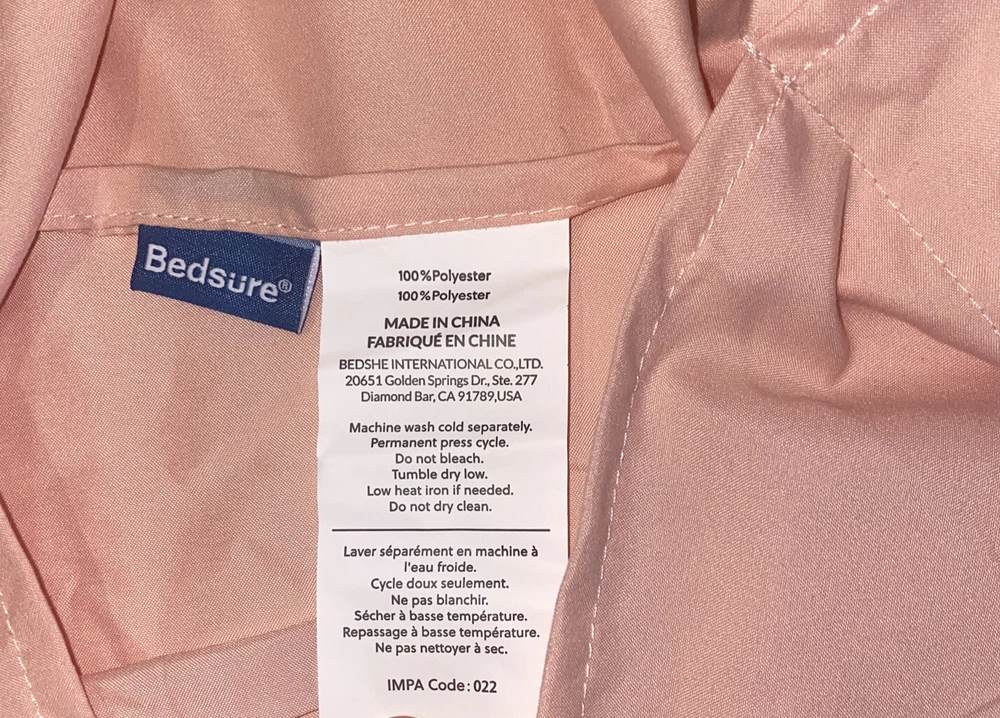 Bedsure®
100%Polyester
100%Polyester
MADE IN CHINA
FABRIQUÉ EN CHINE
BEDSHE INTERNATIONAL CO.,LTD.
20651 Golden Springs Dr., Ste. 277
Diamond Bar, CA 91789,USA
Machine wash cold separately.
Permanent press cycle.
Do not bleach.
Tumble dry low.
Low heat iron if needed.
Do not dry clean.
Laver séparément en machine à
l'eau froide.
Cycle doux seulement.
Ne pas blanchir.
Sécher à basse température.
Repassage à basse température.
Ne pas nettoyer à sec.
IMPA Code: 022